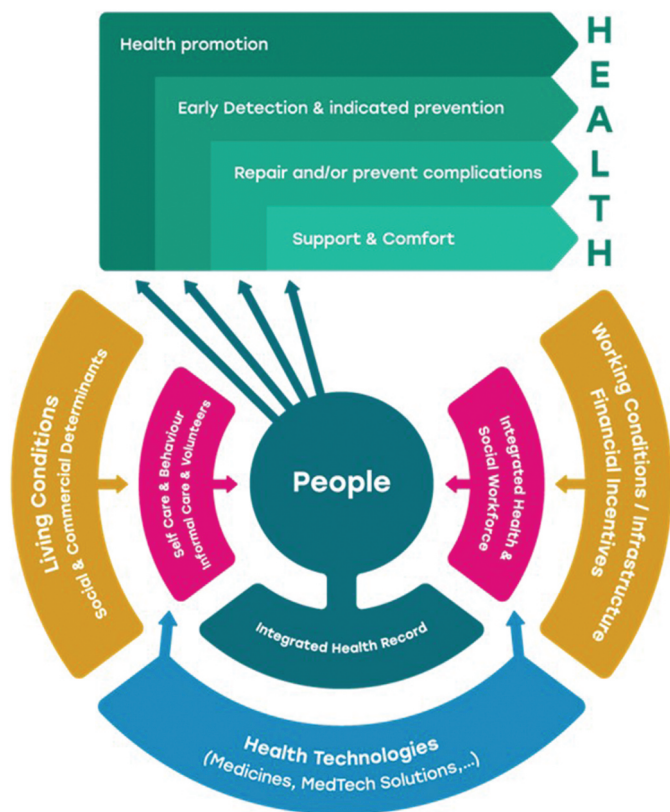 Health promotion
Early Detection & indicated prevention
Repair and/or prevent complications
Support & Comfort
HEALTH
Living Conditions
Social & Commercial Determinants
Self Care & Behaviour
Informal Care & Volunteers
People
Integrated Health &
Social Workforce
Working Conditions / Infrastructure
Financial Incentives
Integrated Health Record
Health Technologies
(Medicines, MedTech Solutions,...)